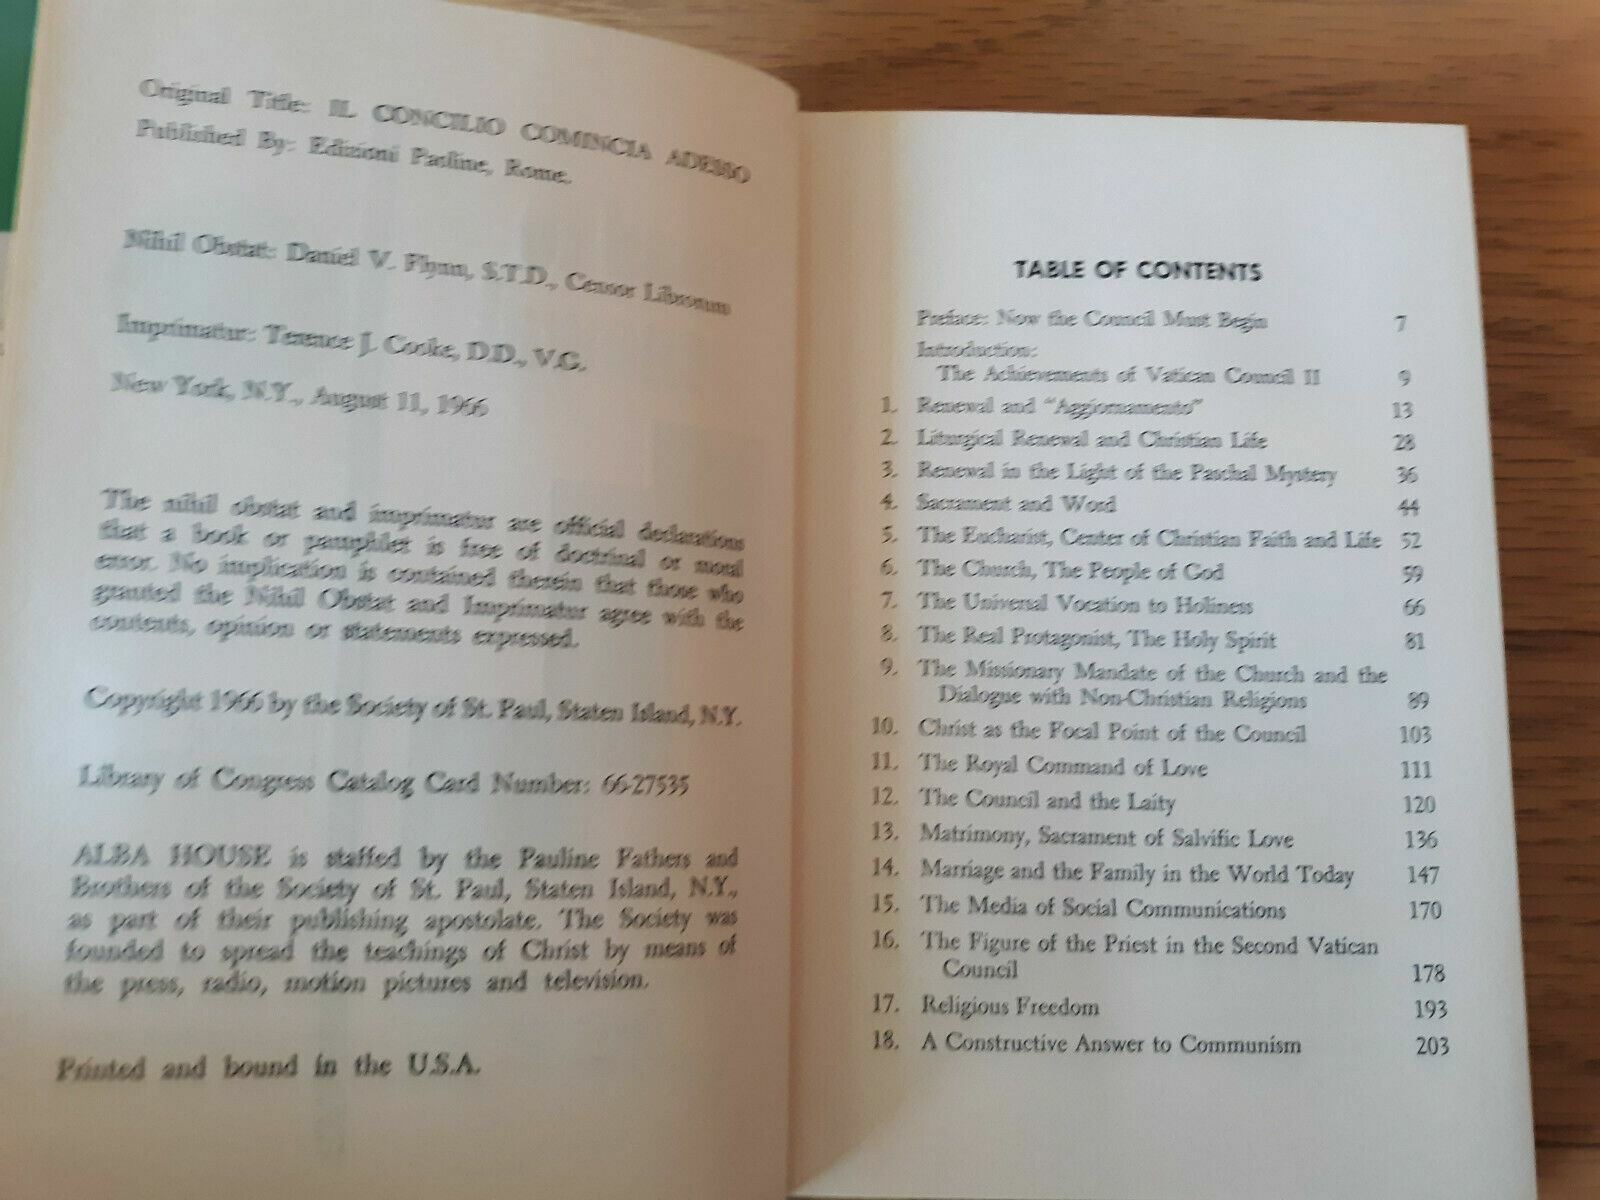 Original Title: IL CONCILIO COMINCIA ADESSO
Published By: Edizioni Paoline, Rome.
Nihil Obstat: Daniel V. Flynn, S.T.D., Censor Librorum
Imprimatur: Terence J. Cooke, D.D., V.G.
New York, N.Y., August 11, 1966
The nihil obstat and imprimatur are official declarations
that a book or pamphlet is free of doctrinal or moral
error. No implication is contained therein that those who
granted the Nihil Obstat and Imprimatur agree with the
contents, opinion or statements expressed.
Copyright 1966 by the Society of St. Paul, Staten Island, N.Y.
Library of Congress Catalog Card Number: 66-27535
ALBA HOUSE is staffed by the Pauline Fathers and
Brothers of the Society of St. Paul, Staten Island, N.Y.,
as part of their publishing apostolate. The Society was
founded to spread the teachings of Christ by means of
the press, radio, motion pictures and television.
Printed and bound in the U.S.A.
TABLE OF CONTENTS
Preface: Now the Council Must Begin 7
Introduction:
The Achievements of Vatican Council II 9
1. Renewal and "Aggiornamento" 13
2. Liturgical Renewal and Christian Life 28
3. Renewal in the Light of the Paschal Mystery 36
4. Sacrament and Word 44
5. The Eucharist, Center of Christian Faith and Life 52
6. The Church, The People of God 59
7. The Universal Vocation to Holiness 66
8. The Real Protagonist, The Holy Spirit 81
9. The Missionary Mandate of the Church and the
Dialogue with Non-Christian Religions 89
10. Christ as the Focal Point of the Council 103
11. The Royal Command of Love 111
12. The Council and the Laity 120
13. Matrimony, Sacrament of Salvific Love 136
14. Marriage and the Family in the World Today 147
15. The Media of Social Communications 170
16. The Figure of the Priest in the Second Vatican
Council 178
17. Religious Freedom 193
18. A Constructive Answer to Communism 203